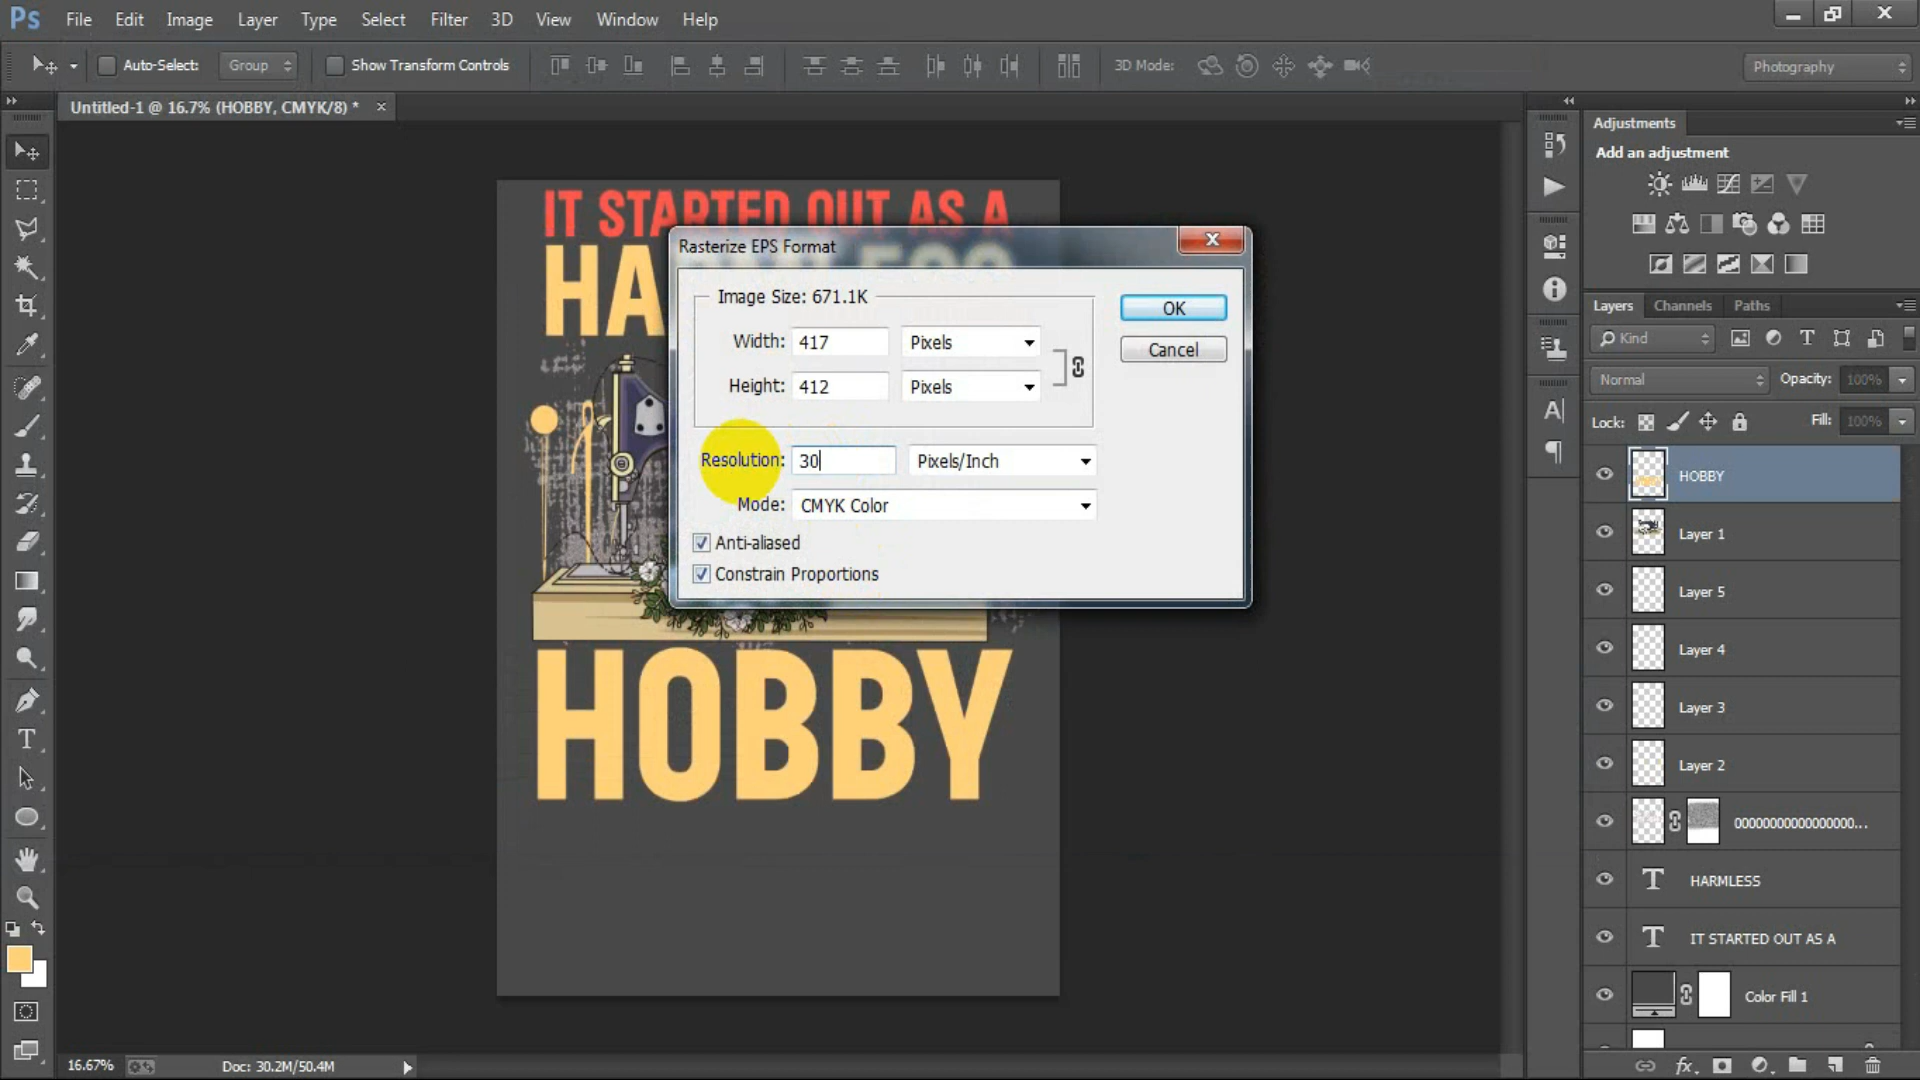 Ps File Edit Image Layer Type Select Filter 3D View Window Help
Auto-Select: Group Show Transform Controls 3D Mode: Photography
Untitled-1 @ 16.7% (HOBBY, CMYK/8) *
IT STARTED OUT AS A
HA
HOBBY
Rasterize EPS Format
Image Size: 671.1K
Width: 417 Pixels
Height: 412 Pixels
Resolution: 30 Pixels/Inch
Mode: CMYK Color
Anti-aliased
Constrain Proportions
OK
Cancel
Adjustments
Add an adjustment
Layers Channels Paths
Kind
Normal Opacity: 100%
Lock: Fill: 100%
HOBBY
Layer 1
Layer 5
Layer 4
Layer 3
Layer 2
00000000000000000...
T HARMLESS
T IT STARTED OUT AS A
Color Fill 1
16.67% Doc: 30.2M/50.4M